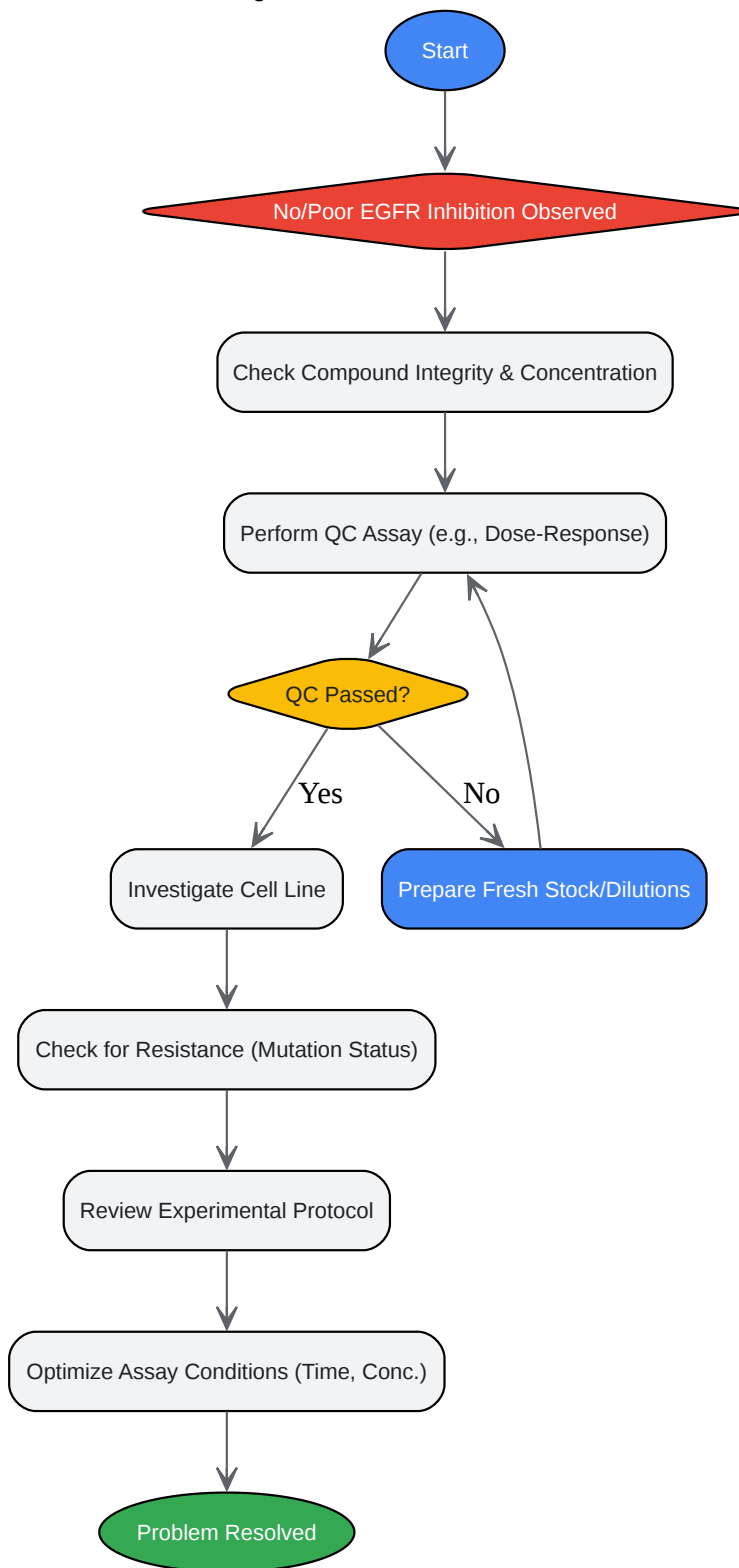 Start
No/Poor EGFR Inhibition Observed
Check Compound Integrity & Concentration
Perform QC Assay (e.g., Dose-Response)
QC Passed?
Yes
No
Investigate Cell Line
Prepare Fresh Stock/Dilutions
Check for Resistance (Mutation Status)
Review Experimental Protocol
Optimize Assay Conditions (Time, Conc.)
Problem Resolved